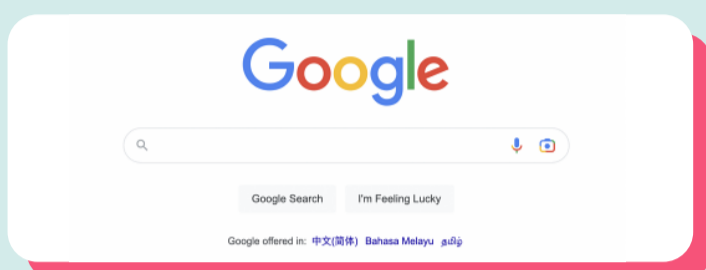 Google
Google Search I'm Feeling Lucky
Google offered in: 中文(简体) Bahasa Melayu தமிழ்